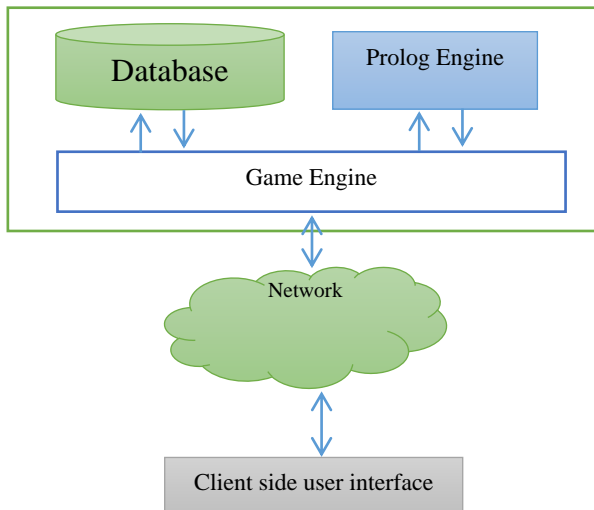 Database
Prolog Engine
Game Engine
Network
Client side user interface